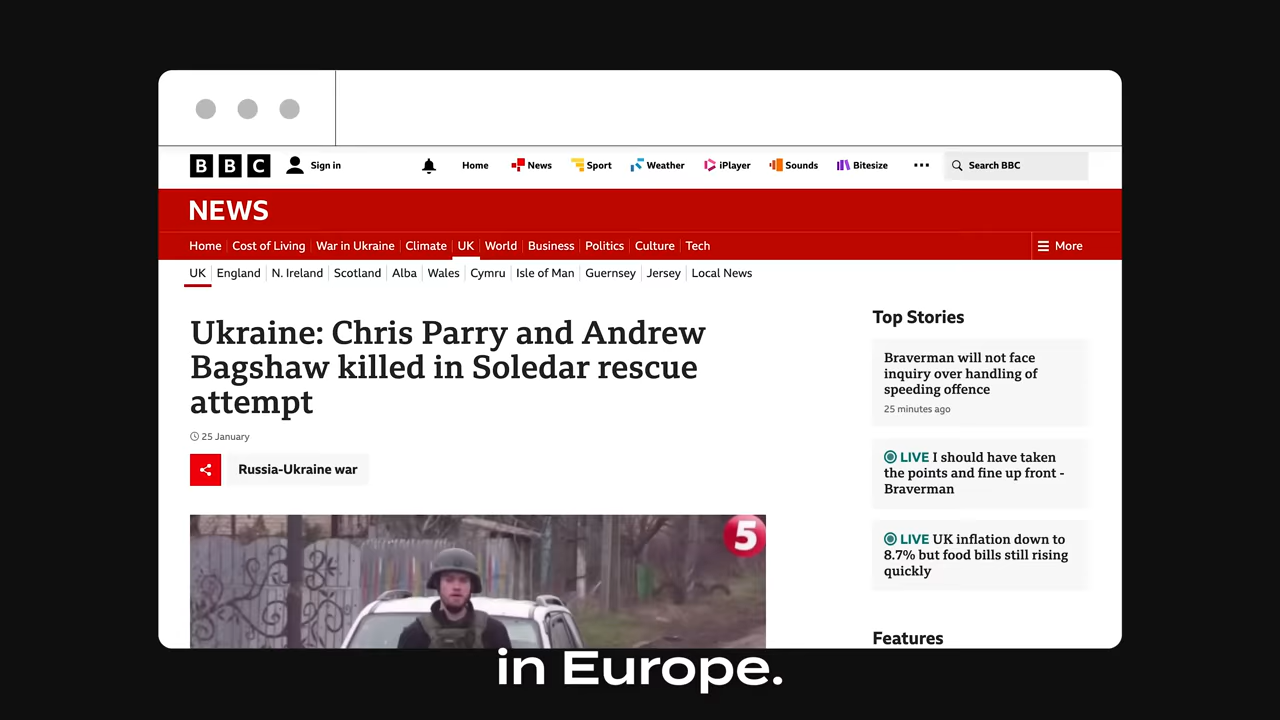 BBC
Sign in
Home
News
Sport
Weather
iPlayer
Sounds
Bitesize
Search BBC
NEWS
Home
Cost of Living
War in Ukraine
Climate
UK
World
Business
Politics
Culture
Tech
More
UK
England
N. Ireland
Scotland
Alba
Wales
Cymru
Isle of Man
Guernsey
Jersey
Local News
Ukraine: Chris Parry and Andrew
Bagshaw killed in Soledar rescue
attempt
25 January
Russia-Ukraine war
5
Top Stories
Braverman will not face
inquiry over handling of
speeding offence
25 minutes ago
LIVE I should have taken
the points and fine up front -
Braverman
LIVE UK inflation down to
8.7% but food bills still rising
quickly
Features
in Europe.